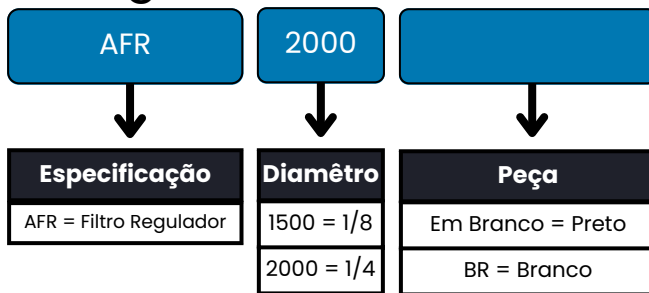 AFR 2000
Especificação Diamêtro Peça
AFR = Filtro Regulador 1500 = 1/8 Em Branco = Preto
2000 = 1/4 BR = Branco